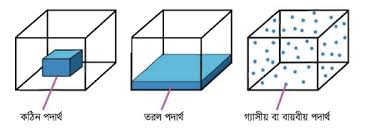 কঠিন পদার্থ
তরল পদার্থ
গ্যাসীয় বা বায়বীয় পদার্থ